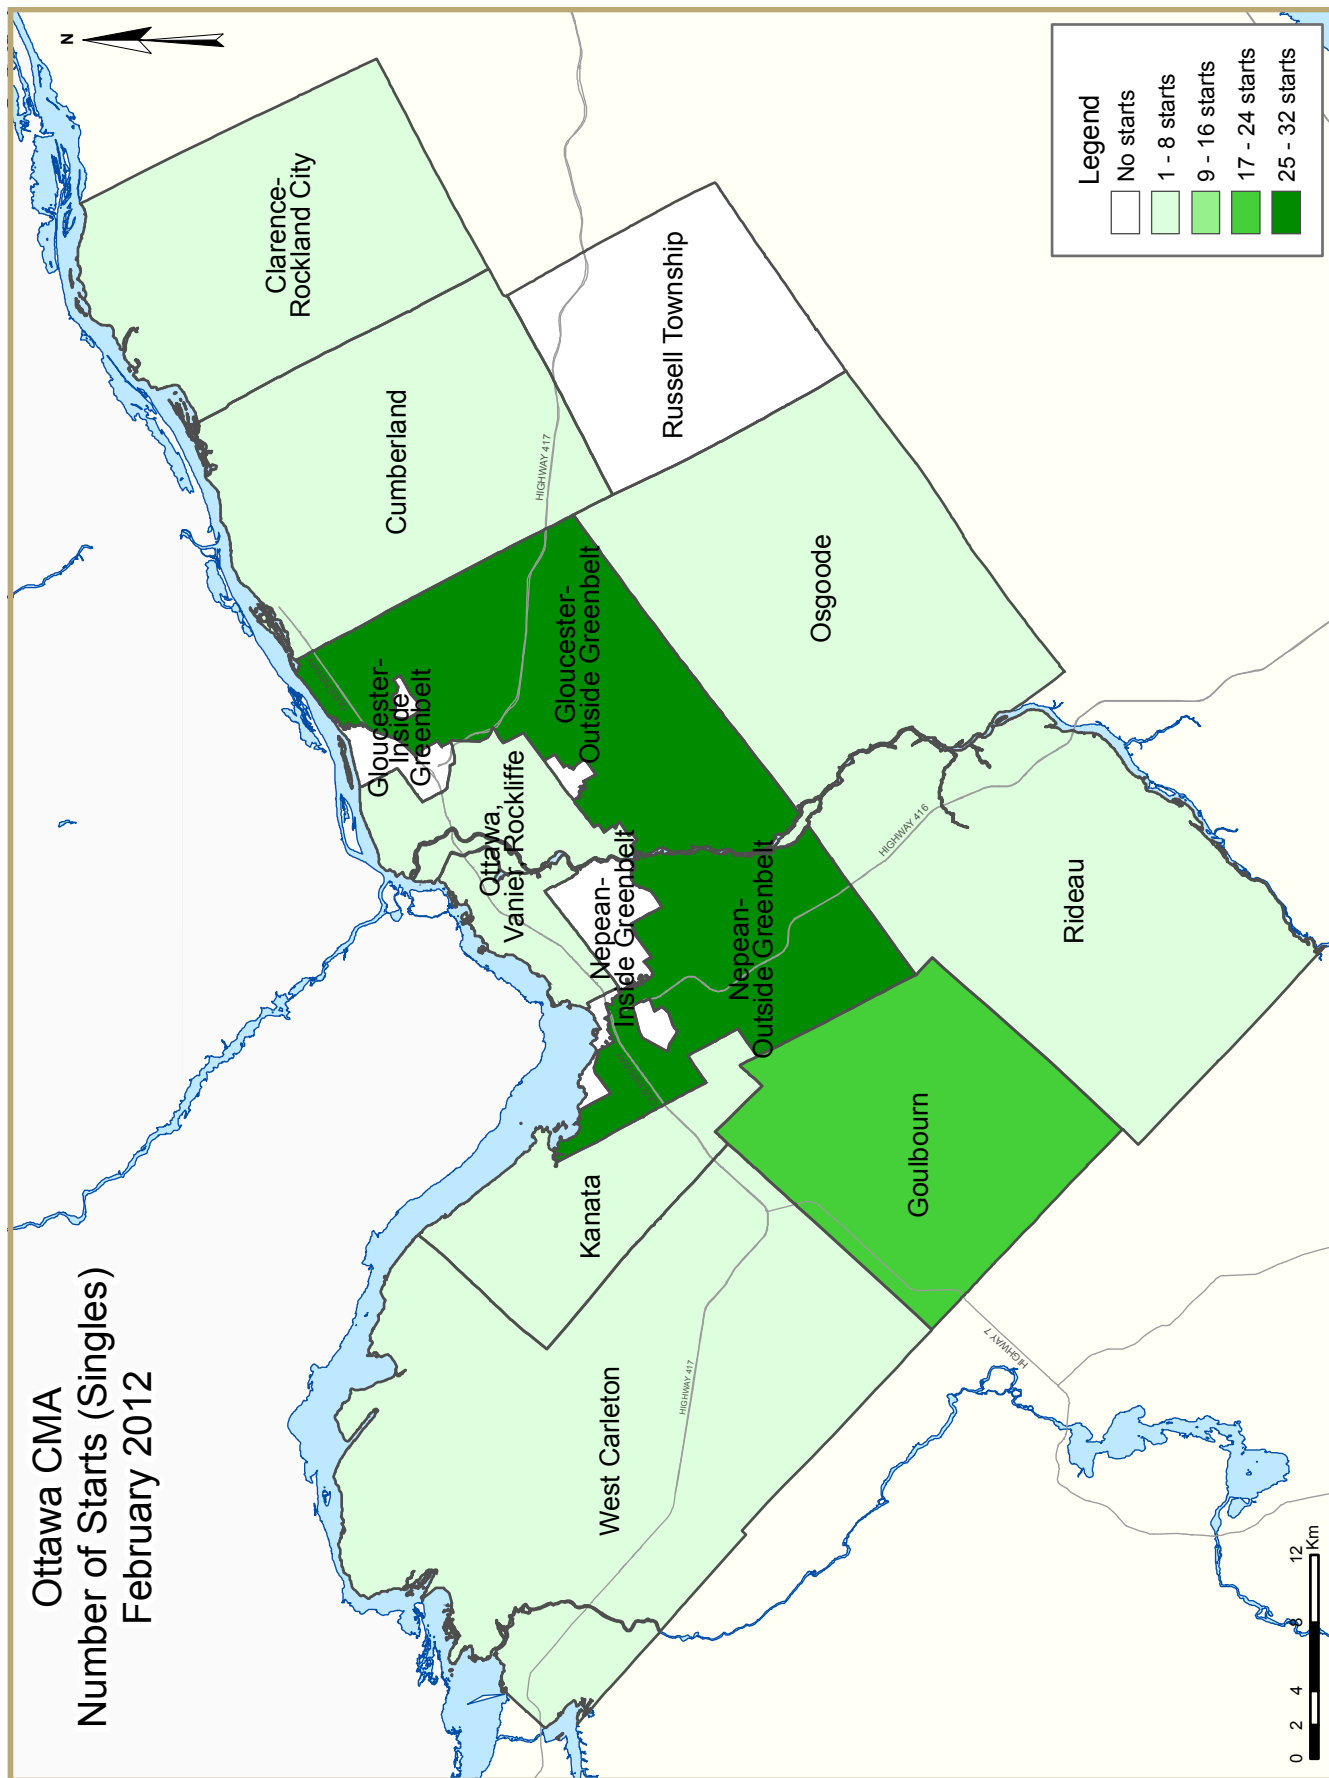 Ottawa CMA
Number of Starts (Singles)
February 2012
N
Clarence-
Rockland City
Cumberland
HIGHWAY 417
Russell Township
Gloucester-
Inside
Greenbelt
Gloucester-
Outside Greenbelt
Osgoode
Ottawa,
Vanier, Rockliffe
Nepean-
Inside Greenbelt
Nepean-
Outside Greenbelt
HIGHWAY 416
Rideau
Kanata
Goulbourn
West Carleton
HIGHWAY 417
HIGHWAY 7
Legend
No starts
1 - 8 starts
9 - 16 starts
17 - 24 starts
25 - 32 starts
0 2 4 8 12
Km